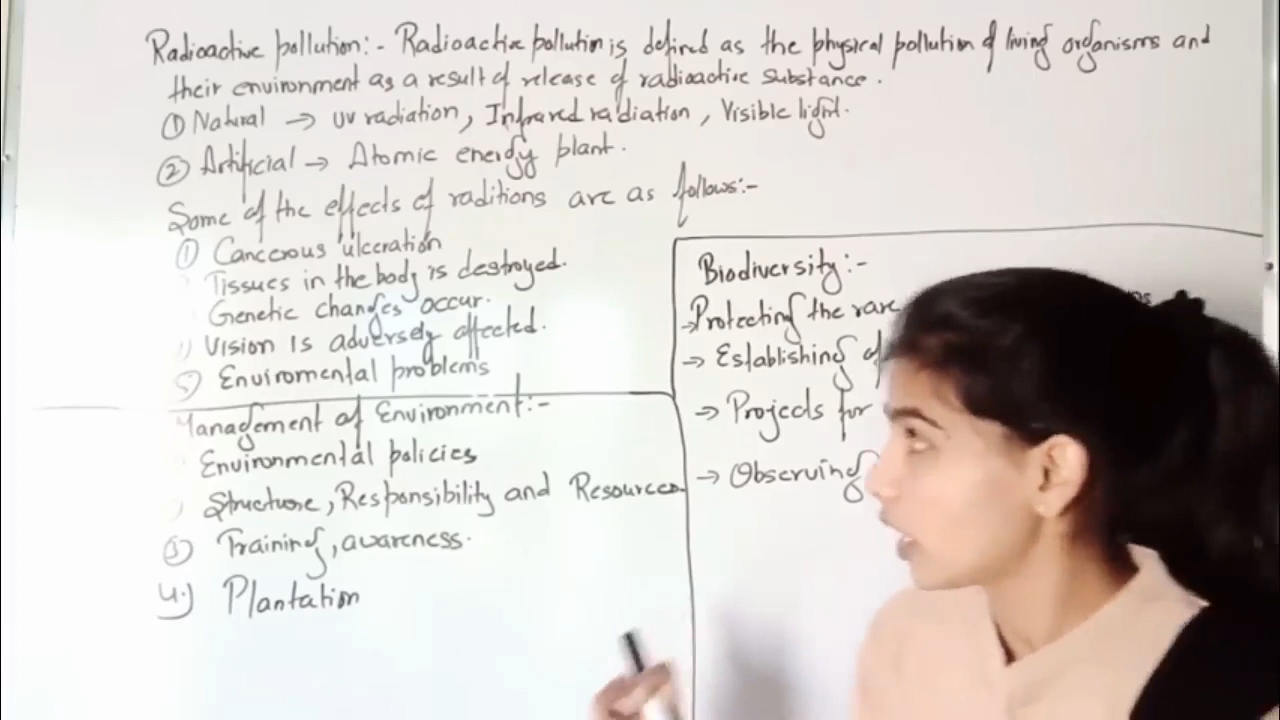 Radioactive pollution:- Radioactive pollution is defined as the physical pollution of living organisms and
their environment as a result of release of radioactive substance.
① Natural → UV radiation, Infrared radiation, Visible light.
② Artificial → Atomic energy plant.
Some of the effects of raditions are as follows:-
① Cancerous ulceration
Tissues in the body is destroyed.
Genetic changes occur.
Vision is adversely affected.
5) Enviromental problems
Management of Environment:-
Environmental policies
Structure, Responsibility and Resources
③ Training, awareness.
4.) Plantation
Biodiversity:-
→ Protecting the rare
→ Establishing of
→ Projects for
→ Observing